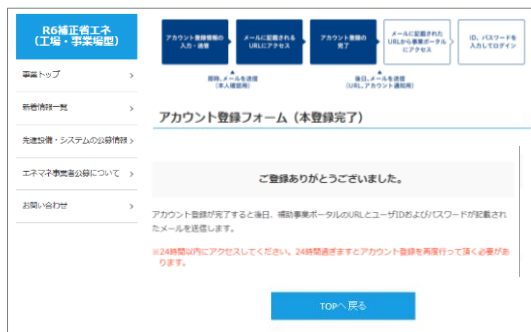 R6補正省エネ
（工場・事業場型）
事業トップ
新着情報一覧
先進設備・システムの公募情報
エネマネ事業者公募について
お問い合わせ
アカウント登録情報の
入力・送信
メールに記載される
URLにアクセス
アカウント登録の
完了
メールに記載された
URLから事業ポータル
にアクセス
ID、パスワードを
入力してログイン
即時、メールを送信
（本人確認用）
後日、メールを送信
（URL、アカウント通知用）
アカウント登録フォーム（本登録完了）
ご登録ありがとうございました。
アカウント登録が完了すると後日、補助事業ポータルのURLとユーザIDおよびパスワードが記載され
たメールを送信します。
※24時間以内にアクセスしてください。24時間過ぎますとアカウント登録を再度行って頂く必要があ
ります。
TOPへ戻る